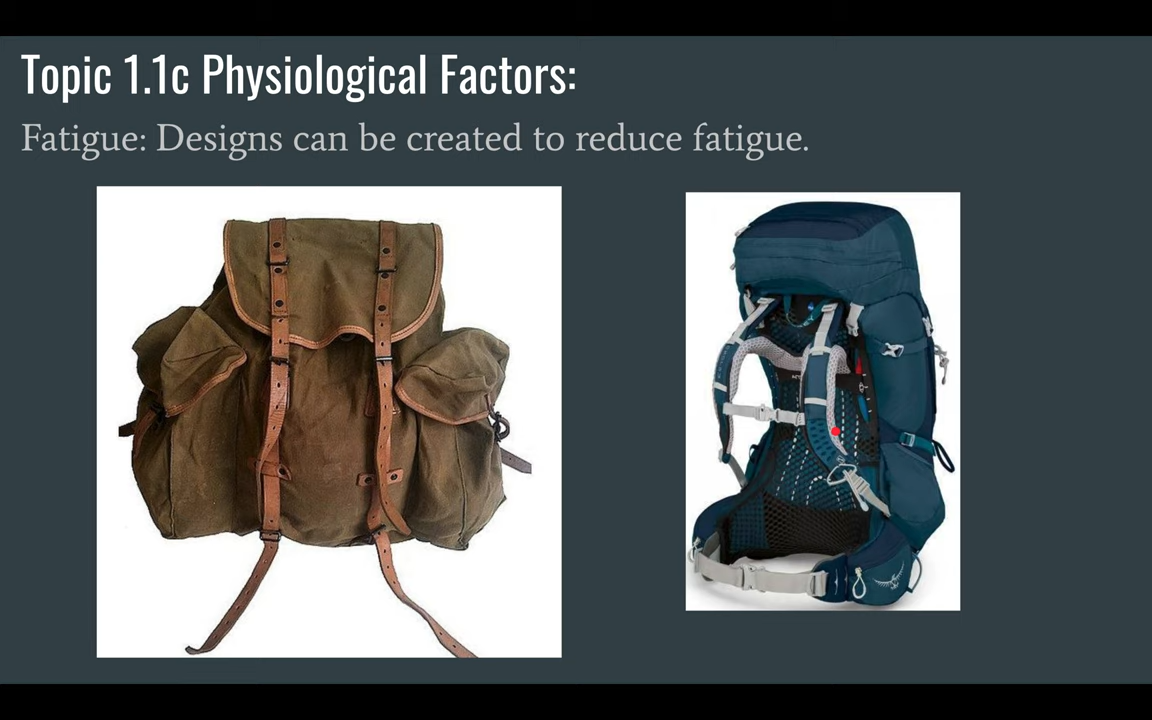 Topic 1.1c Physiological Factors:
Fatigue: Designs can be created to reduce fatigue.